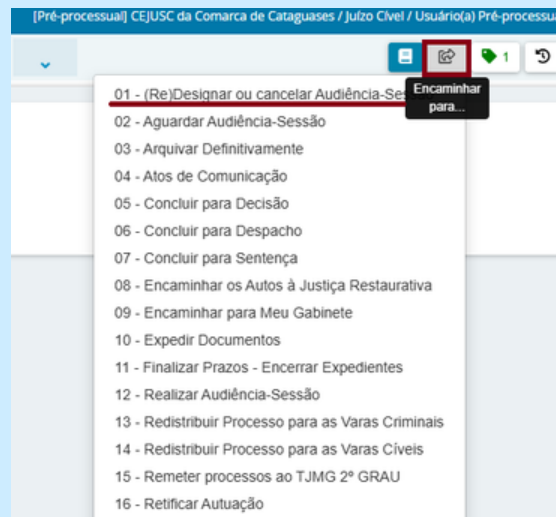 [Pré-processual] CEJUSC da Comarca de Cataguases / Juízo Cível / Usuário(a) Pré-processua
1
Encaminhar
para...
01 - (Re)Designar ou cancelar Audiência-Se
02 - Aguardar Audiência-Sessão
03 - Arquivar Definitivamente
04 - Atos de Comunicação
05 - Concluir para Decisão
06 - Concluir para Despacho
07 - Concluir para Sentença
08 - Encaminhar os Autos à Justiça Restaurativa
09 - Encaminhar para Meu Gabinete
10 - Expedir Documentos
11 - Finalizar Prazos - Encerrar Expedientes
12 - Realizar Audiência-Sessão
13 - Redistribuir Processo para as Varas Criminais
14 - Redistribuir Processo para as Varas Cíveis
15 - Remeter processos ao TJMG 2º GRAU
16 - Retificar Autuação